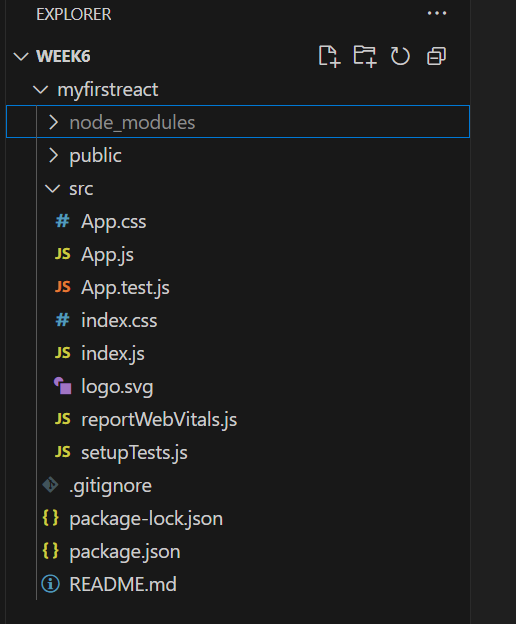 EXPLORER
WEEK6
myfirstreact
node_modules
public
src
# App.css
JS App.js
JS App.test.js
# index.css
JS index.js
logo.svg
JS reportWebVitals.js
JS setupTests.js
.gitignore
{} package-lock.json
{} package.json
README.md